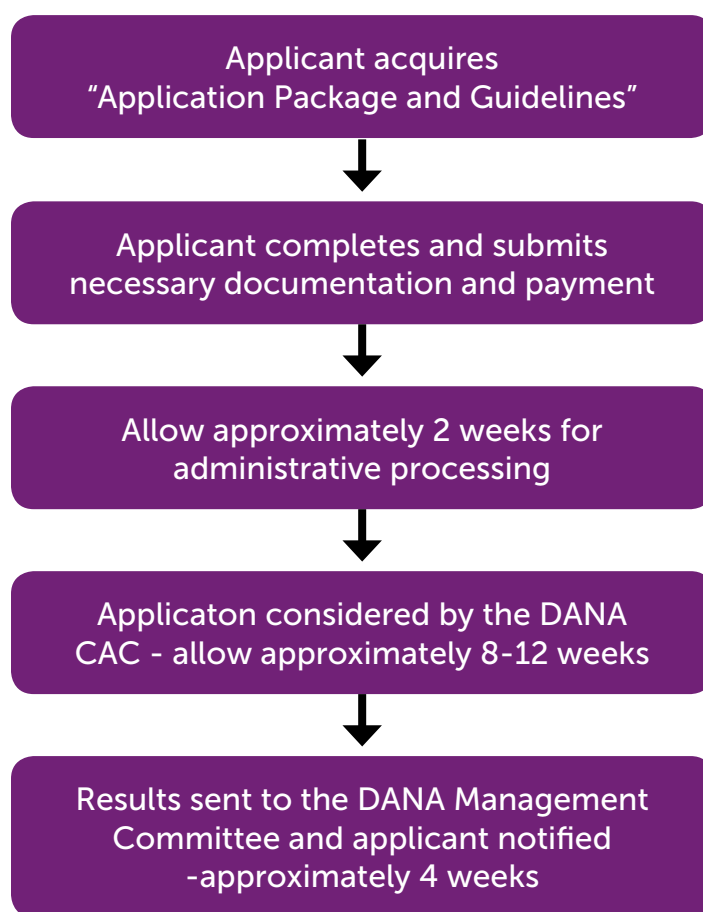 Applicant acquires
“Application Package and Guidelines”
Applicant completes and submits
necessary documentation and payment
Allow approximately 2 weeks for
administrative processing
Applicaton considered by the DANA
CAC - allow approximately 8-12 weeks
Results sent to the DANA Management
Committee and applicant notified
-approximately 4 weeks